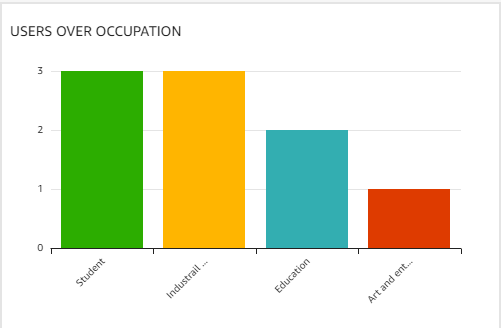 USERS OVER OCCUPATION
3
2
1
0
Student
Industrail ...
Education
Art and ent...